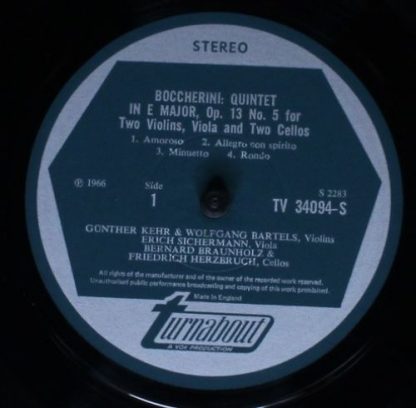 STEREO
BOCCHERINI: QUINTET
IN E MAJOR, Op. 13 No. 5 for
Two Violins, Viola and Two Cellos
1. Amoroso 2. Allegro con spirito
3. Minuetto 4. Rondo
℗ 1966 Side 1 S 2283 TV 34094-S
GÜNTHER KEHR & WOLFGANG BARTELS, Violins
ERICH SICHERMANN, Viola
BERNARD BRAUNHOLZ &
FRIEDRICH HERZBRUGH, Cellos
All rights of the manufacturer and of the owner of the recorded work reserved.
Unauthorised public performance broadcasting and copying of this work prohibited.
Made in England
turnabout
A VOX PRODUCTION